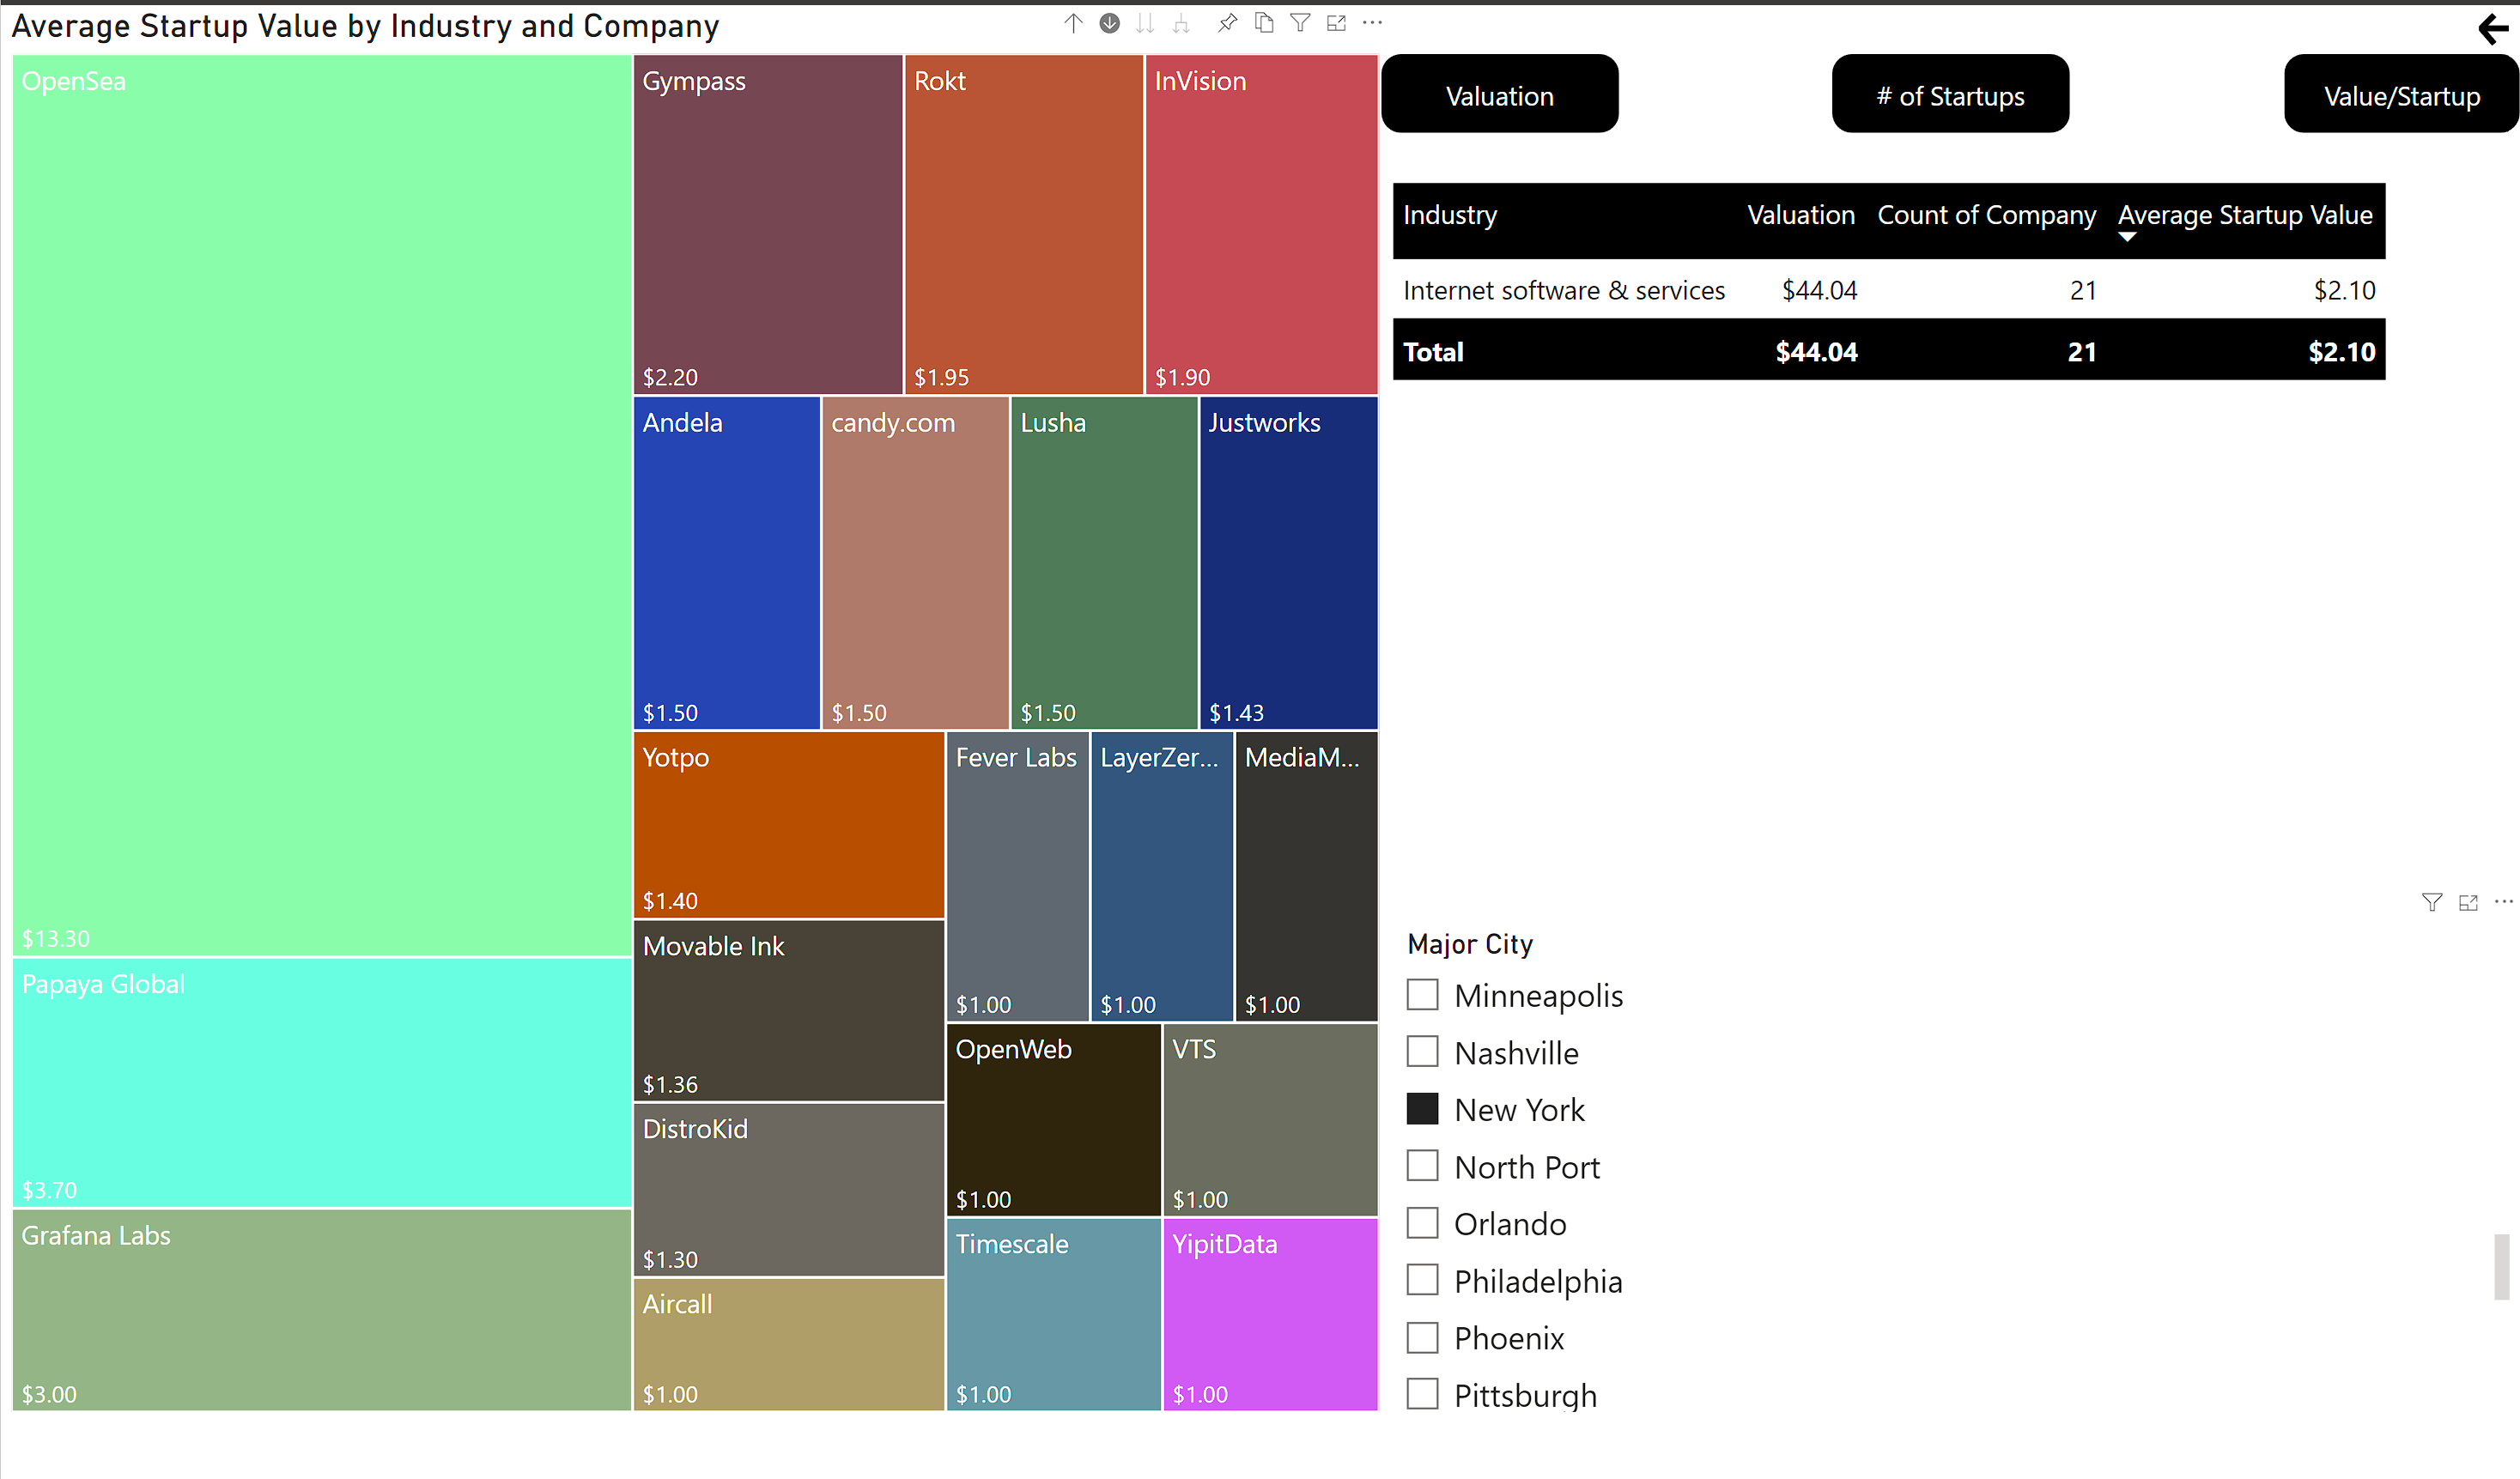 Average Startup Value by Industry and Company
OpenSea
$13.30
Papaya Global
$3.70
Grafana Labs
$3.00
Gympass
$2.20
Rokt
$1.95
InVision
$1.90
Andela
$1.50
candy.com
$1.50
Lusha
$1.50
Justworks
$1.43
Yotpo
$1.40
Movable Ink
$1.36
DistroKid
$1.30
Aircall
$1.00
Fever Labs
$1.00
LayerZer...
$1.00
MediaM...
$1.00
OpenWeb
$1.00
VTS
$1.00
Timescale
$1.00
YipitData
$1.00
Valuation
# of Startups
Value/Startup
Industry Valuation Count of Company Average Startup Value
Internet software & services $44.04 21 $2.10
Total $44.04 21 $2.10
Major City
Minneapolis
Nashville
New York
North Port
Orlando
Philadelphia
Phoenix
Pittsburgh